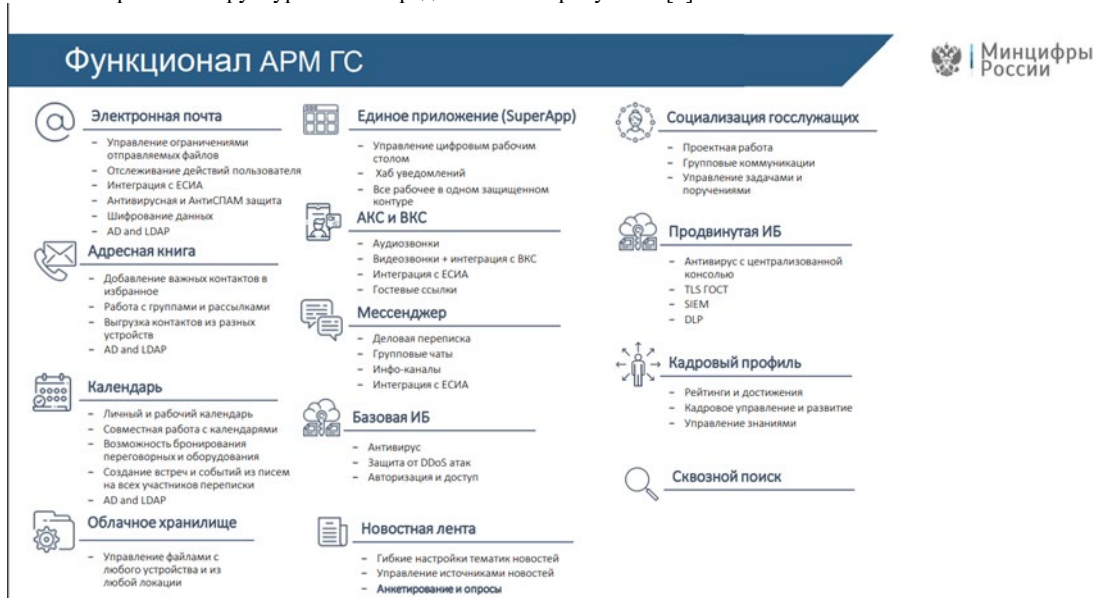 Функционал АРМ ГС
Минцифры
России
Электронная почта
– Управление ограничениями
отправляемых файлов
– Отслеживание действий пользователя
– Интеграция с ЕСИА
– Антивирусная и АнтиСПАМ защита
– Шифрование данных
– AD and LDAP
Адресная книга
– Добавление важных контактов в
избранное
– Работа с группами и рассылками
– Выгрузка контактов из разных
устройств
– AD and LDAP
Календарь
– Личный и рабочий календарь
– Совместная работа с календарями
– Возможность бронирования
переговорных и оборудования
– Создание встреч и событий из писем
на всех участников переписки
– AD and LDAP
Облачное хранилище
– Управление файлами с
любого устройства и из
любой локации
Единое приложение (SuperApp)
– Управление цифровым рабочим
столом
– Хаб уведомлений
– Все рабочее в одном защищенном
контуре
АКС и ВКС
– Аудиозвонки
– Видеозвонки + интеграция с ВКС
– Интеграция с ЕСИА
– Гостевые ссылки
Мессенджер
– Деловая переписка
– Групповые чаты
– Инфо-каналы
– Интеграция с ЕСИА
Базовая ИБ
– Антивирус
– Защита от DDoS атак
– Авторизация и доступ
Новостная лента
– Гибкие настройки тематик новостей
– Управление источниками новостей
– Анкетирование и опросы
Социализация госслужащих
– Проектная работа
– Групповые коммуникации
– Управление задачами и
поручениями
Продвинутая ИБ
– Антивирус с централизованной
консолью
– TLS ГОСТ
– SIEM
– DLP
Кадровый профиль
– Рейтинги и достижения
– Кадровое управление и развитие
– Управление знаниями
Сквозной поиск